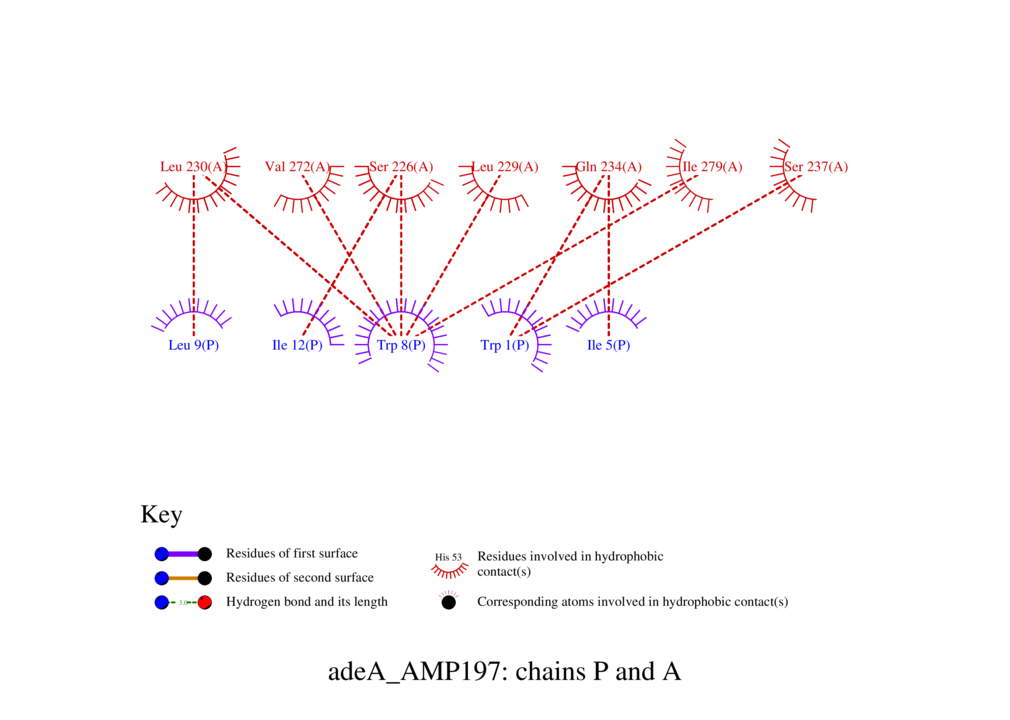 Leu 230(A) Val 272(A) Ser 226(A) Leu 229(A) Gln 234(A) Ile 279(A) Ser 237(A)
Leu 9(P) Ile 12(P) Trp 8(P) Trp 1(P) Ile 5(P)
Key
Residues of first surface
Residues of second surface
3.0
Hydrogen bond and its length
His 53
Residues involved in hydrophobic
contact(s)
Corresponding atoms involved in hydrophobic contact(s)
adeA_AMP197: chains P and A